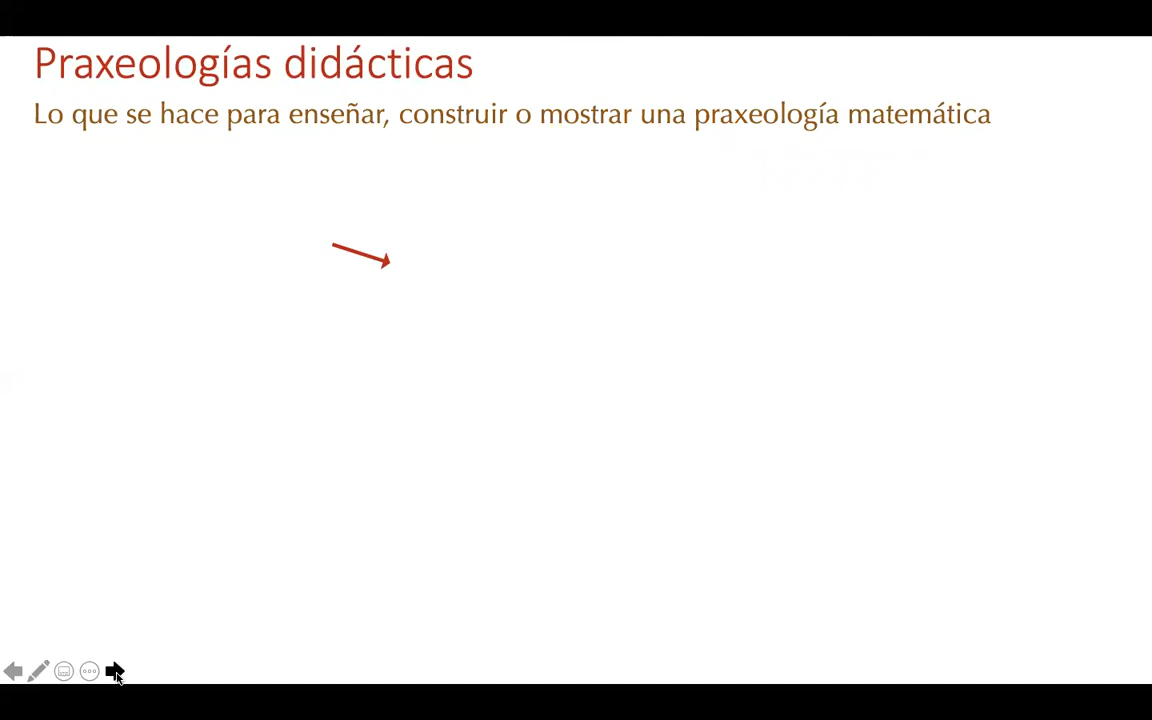 Praxeologías didácticas
Lo que se hace para enseñar, construir o mostrar una praxeología matemática